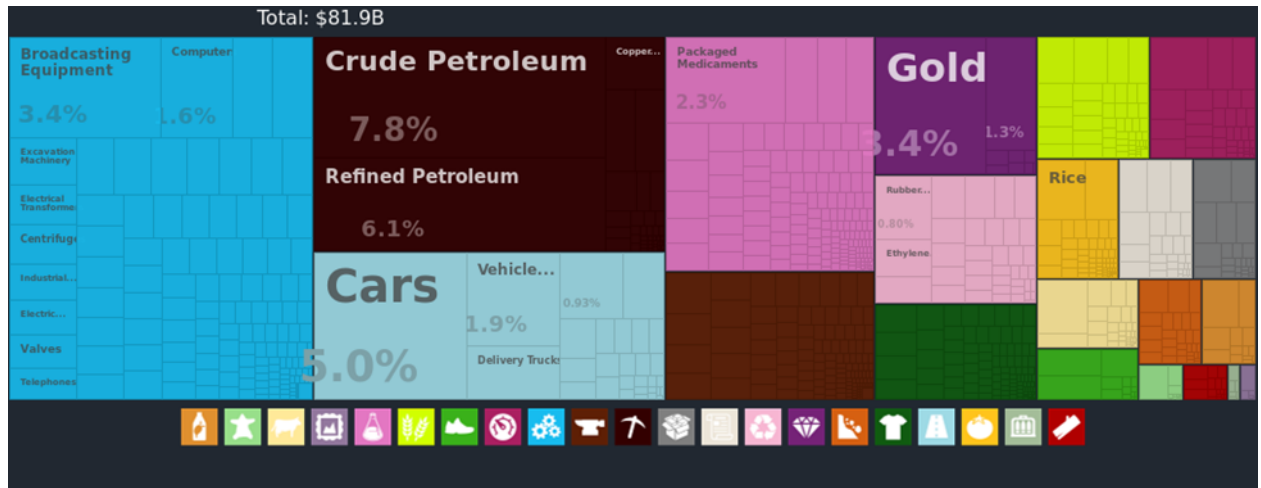 Total: $81.9B
Broadcasting
Equipment
3.4%
Computer
1.6%
Excavation
Machinery
Electrical
Transforme
Centrifuge
Industrial...
Electric...
Valves
Telephones
Crude Petroleum
7.8%
Copper...
Refined Petroleum
6.1%
Cars
5.0%
Vehicle...
1.9%
0.93%
Delivery Trucks
Packaged
Medicaments
2.3%
Gold
3.4%
1.3%
Rubber...
0.80%
Ethylene
Rice